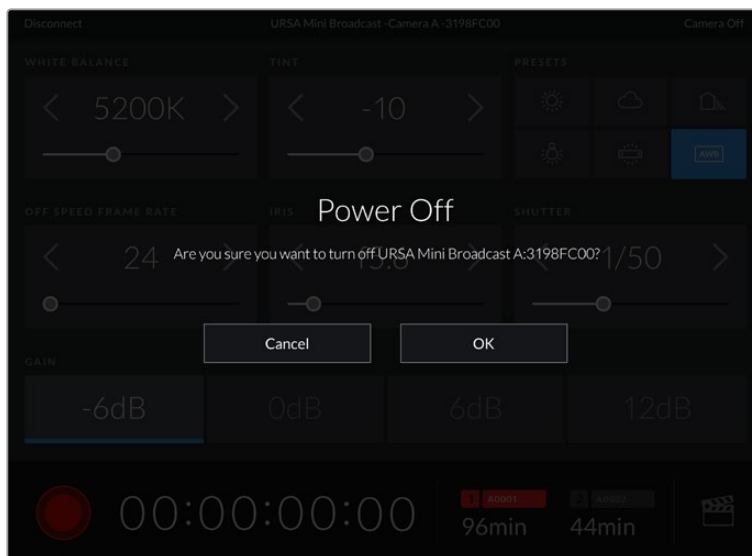 Disconnect URSA Mini Broadcast -Camera A -3198FC00 Camera Off
WHITE BALANCE TINT PRESETS
5200K -10
AWB
OFF SPEED FRAME RATE IRIS SHUTTER
Power Off
24 f5.6 1/50
Are you sure you want to turn off URSA Mini Broadcast A:3198FC00?
Cancel OK
GAIN
-6dB 0dB 6dB 12dB
00:00:00:00 1 A0001 2 A0002
96min 44min